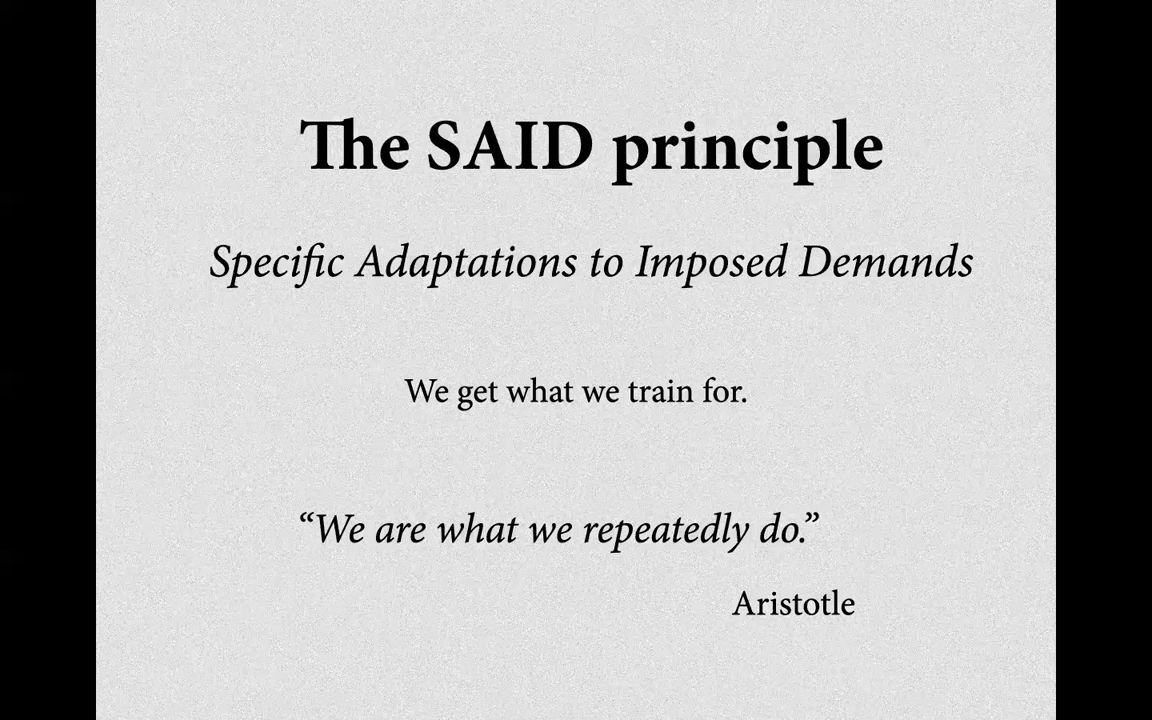 The SAID principle
Specific Adaptations to Imposed Demands
We get what we train for.
“We are what we repeatedly do.”
Aristotle